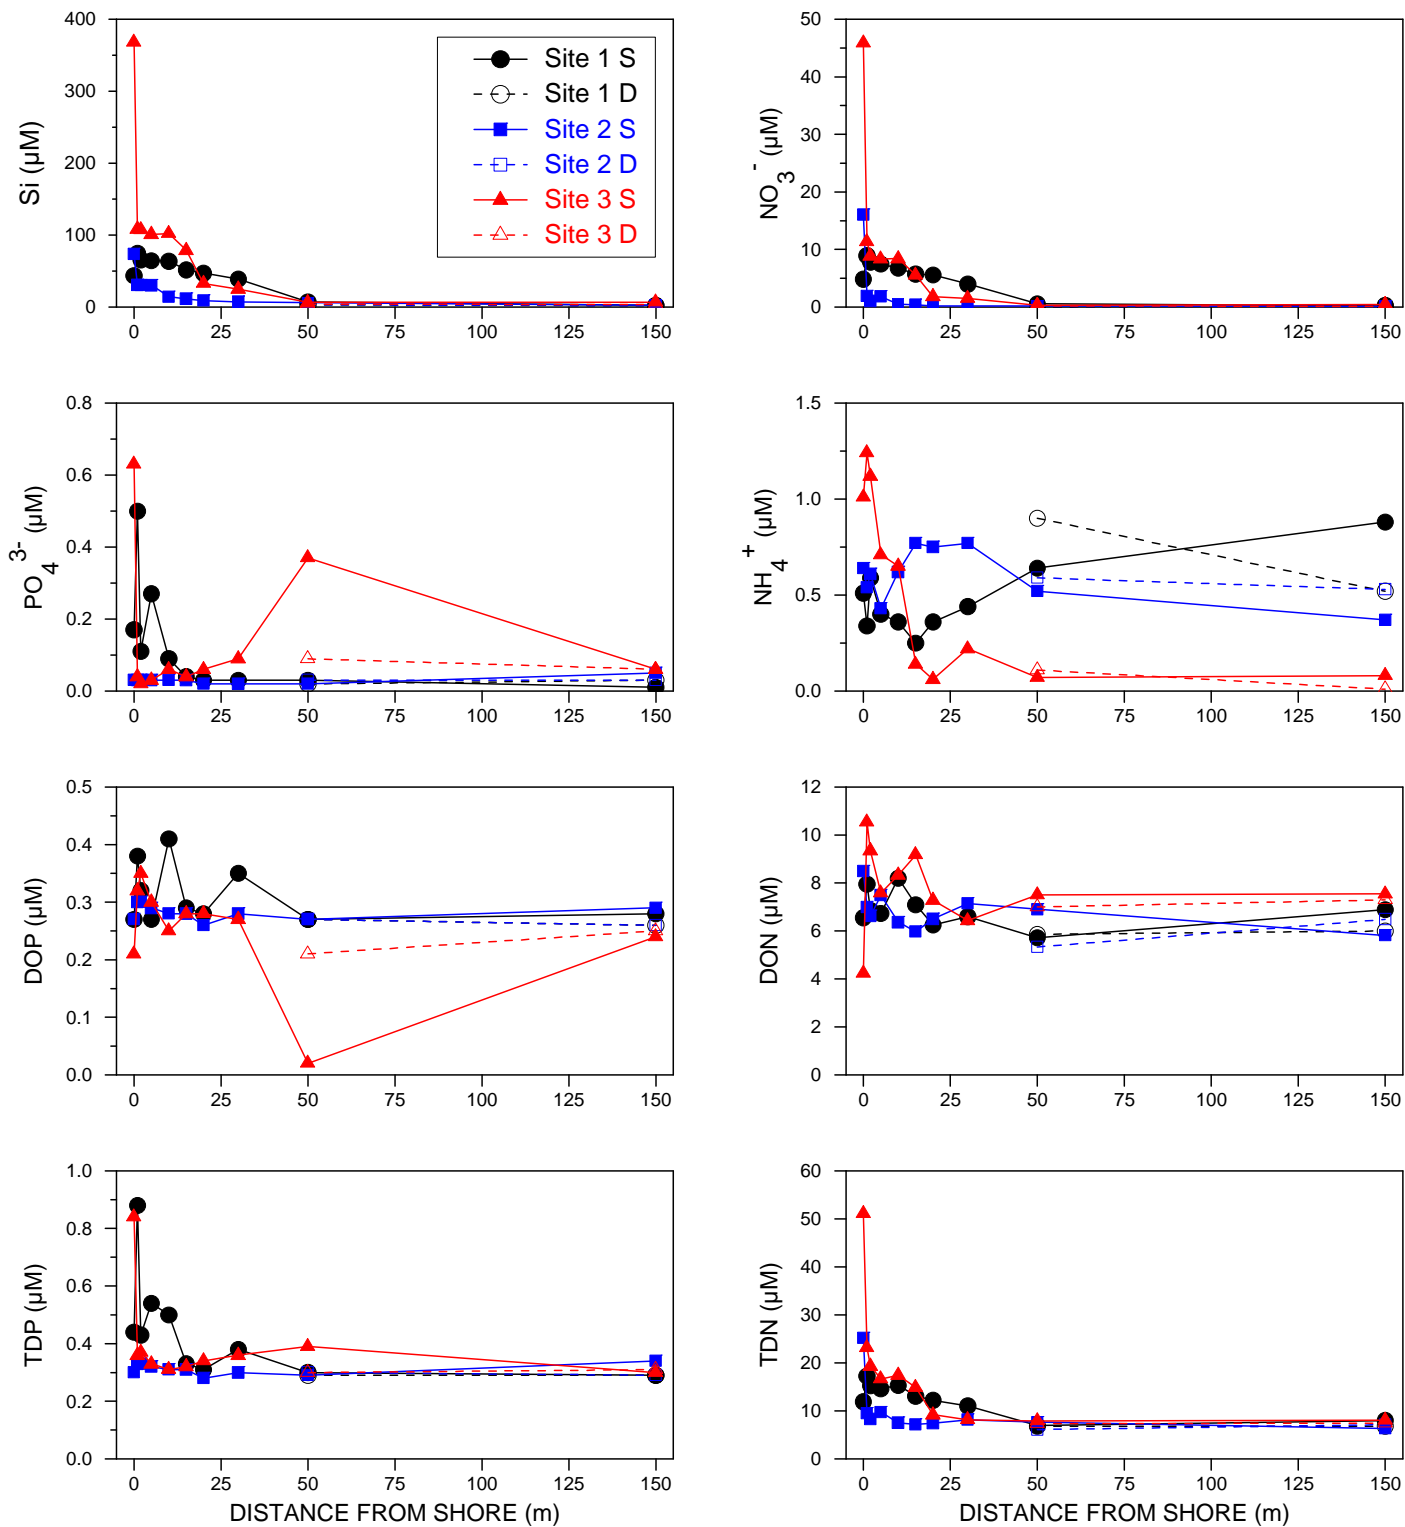 400
300
200
100
0
Si (µM)
0 25 50 75 100 125 150
Site 1 S
Site 1 D
Site 2 S
Site 2 D
Site 3 S
Site 3 D
50
40
30
20
10
0
NO3- (µM)
0 25 50 75 100 125 150
0.8
0.6
0.4
0.2
0.0
PO4 3- (µM)
0 25 50 75 100 125 150
1.5
1.0
0.5
0.0
NH4+ (µM)
0 25 50 75 100 125 150
0.5
0.4
0.3
0.2
0.1
0.0
DOP (µM)
0 25 50 75 100 125 150
12
10
8
6
4
2
0
DON (µM)
0 25 50 75 100 125 150
1.0
0.8
0.6
0.4
0.2
0.0
TDP (µM)
0 25 50 75 100 125 150
DISTANCE FROM SHORE (m)
60
50
40
30
20
10
0
TDN (µM)
0 25 50 75 100 125 150
DISTANCE FROM SHORE (m)